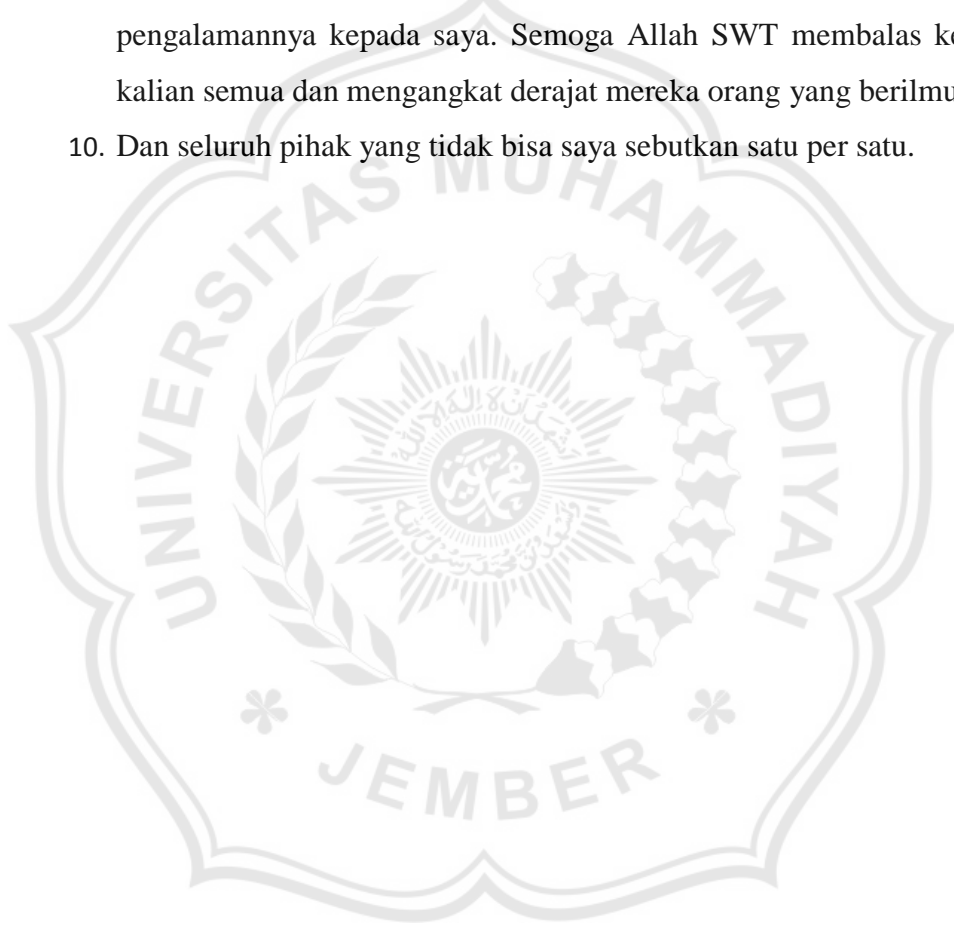 pengalamannya kepada saya. Semoga Allah SWT membalas
kalian semua dan mengangkat derajat mereka orang yang berilmu
10. Dan seluruh pihak yang tidak bisa saya sebutkan satu per satu.
UNIVERSITAS MUHAMMADIYAH
JEMBER